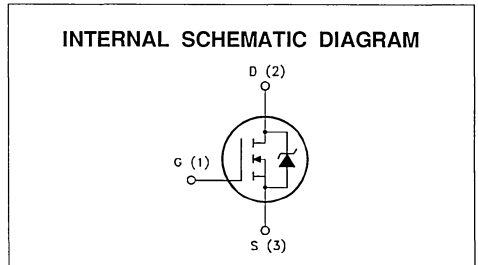 INTERNAL SCHEMATIC DIAGRAM
D (2)
G (1)
S (3)